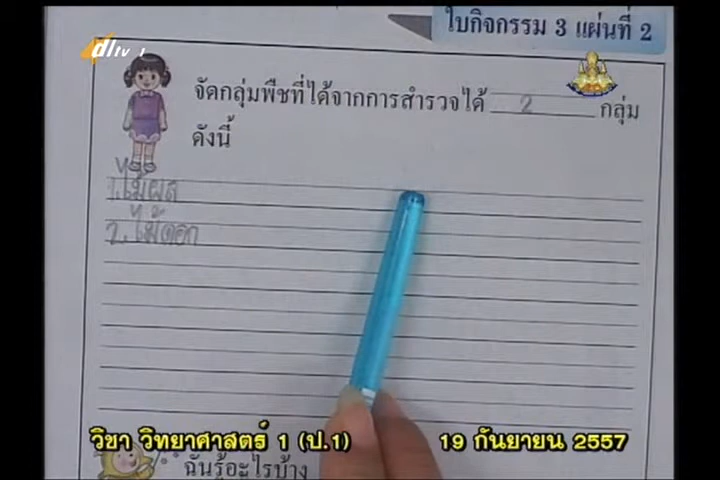 dltv 1
ใบกิจกรรม 3 แผ่นที่ 2
จัดกลุ่มพืชที่ได้จากการสำรวจได้ 2 กลุ่ม
ดังนี้
1. ไม้ผล
2. ไม้ดอก
วิขา วิทยาศาสตร์ 1 (ป.1) 19 กันยายน 2557
ฉันรู้อะไรบ้าง